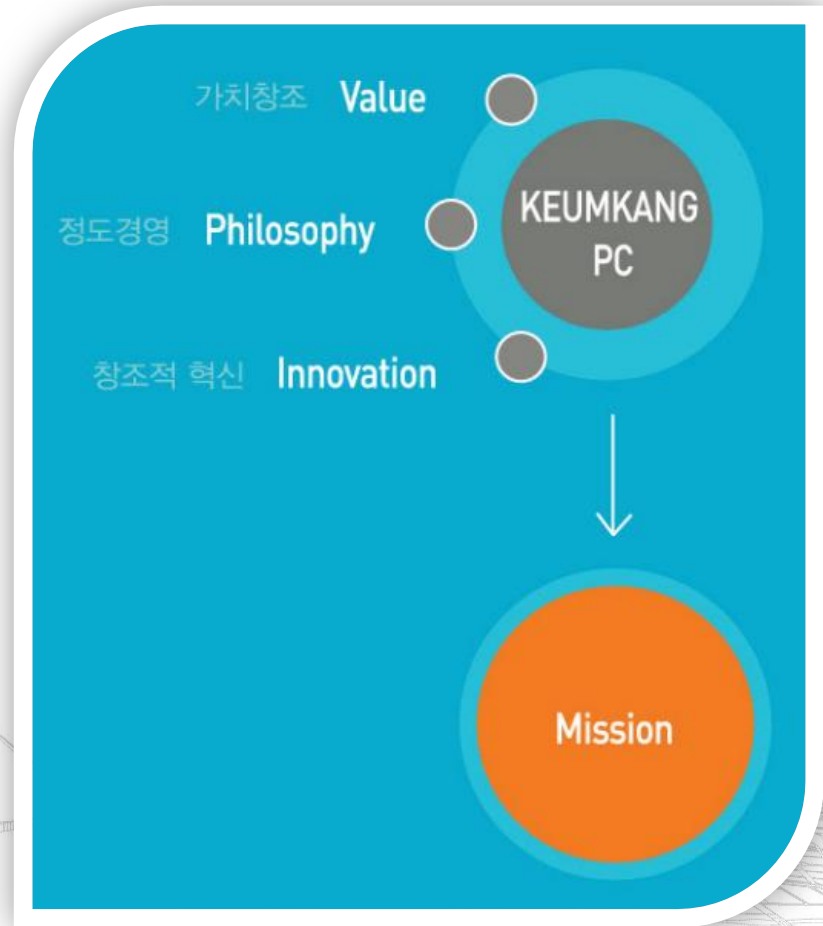 가치창조 Value
정도경영 Philosophy
창조적 혁신 Innovation
KEUMKANG
PC
Mission